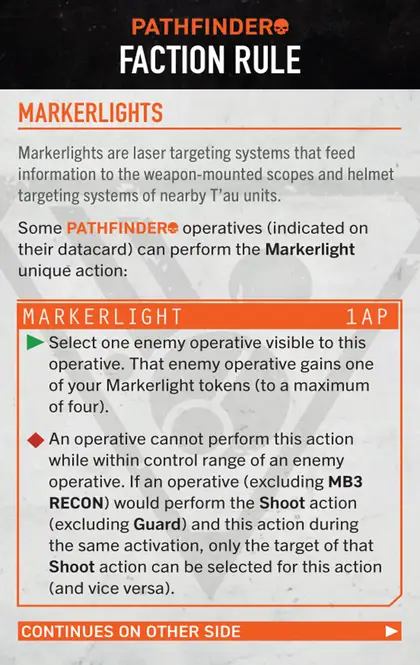 PATHFINDER
FACTION RULE
MARKERLIGHTS
Markerlights are laser targeting systems that feed
information to the weapon-mounted scopes and helmet
targeting systems of nearby T’au units.
Some PATHFINDER operatives (indicated on
their datacard) can perform the Markerlight
unique action:
MARKERLIGHT 1AP
Select one enemy operative visible to this
operative. That enemy operative gains one
of your Markerlight tokens (to a maximum
of four).
An operative cannot perform this action
while within control range of an enemy
operative. If an operative (excluding MB3
RECON) would perform the Shoot action
(excluding Guard) and this action during
the same activation, only the target of that
Shoot action can be selected for this action
(and vice versa).
CONTINUES ON OTHER SIDE